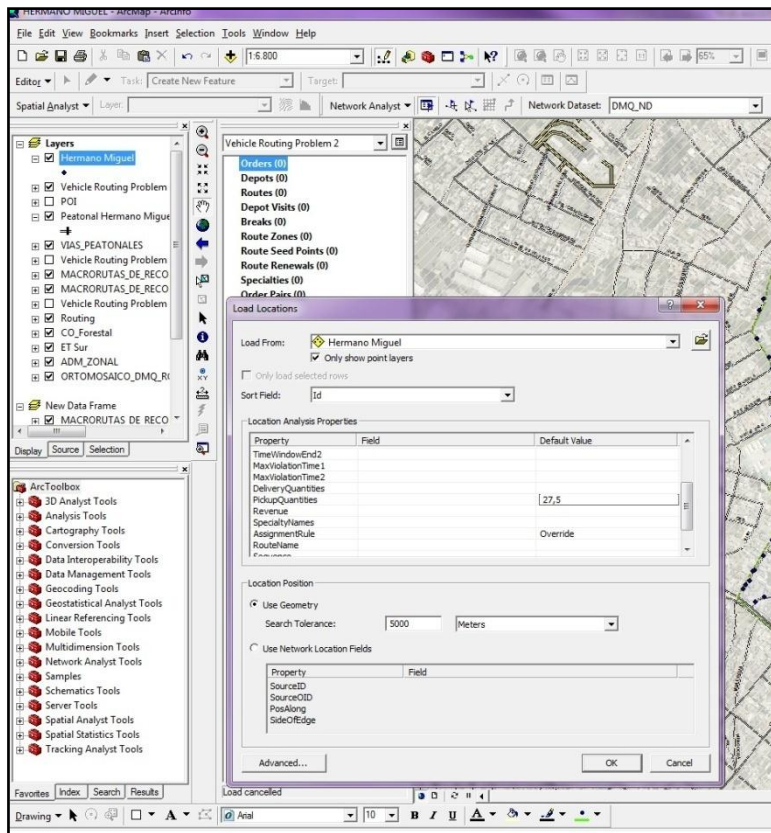 HERMANO MIGUEL - ArcMap - ArcInfo
File Edit View Bookmarks Insert Selection Tools Window Help
1:6.800
65%
Editor
Task: Create New Feature
Target:
Spatial Analyst
Layer:
Network Analyst
Network Dataset: DMQ_ND
Layers
Hermano Miguel
Vehicle Routing Problem
POI
Peatonal Hermano Migue
VIAS_PEATONALES
Vehicle Routing Problem
MACRORUTAS_DE_RECO
MACRORUTAS_DE_RECO
Vehicle Routing Problem
Routing
CO_Forestal
ET Sur
ADM_ZONAL
ORTOMOSAICO_DMQ_R
New Data Frame
MACRORUTAS DE RECO
Display Source Selection
ArcToolbox
3D Analyst Tools
Analysis Tools
Cartography Tools
Conversion Tools
Data Interoperability Tools
Data Management Tools
Geocoding Tools
Geostatistical Analyst Tools
Linear Referencing Tools
Mobile Tools
Multidimension Tools
Network Analyst Tools
Samples
Schematics Tools
Server Tools
Spatial Analyst Tools
Spatial Statistics Tools
Tracking Analyst Tools
Favorites Index Search Results
Vehicle Routing Problem 2
Orders (0)
Depots (0)
Routes (0)
Depot Visits (0)
Breaks (0)
Route Zones (0)
Route Seed Points (0)
Route Renewals (0)
Specialties (0)
Order Pairs (0)
Load Locations
Load From: Hermano Miguel
Only show point layers
Only load selected rows
Sort Field: Id
Location Analysis Properties
Property Field Default Value
TimeWindowEnd2
MaxViolationTime1
MaxViolationTime2
DeliveryQuantities
PickupQuantities 27,5
Revenue
SpecialtyNames
AssignmentRule Override
RouteName
Sequence
Location Position
Use Geometry
Search Tolerance: 5000 Meters
Use Network Location Fields
Property Field
SourceID
SourceOID
PosAlong
SideOfEdge
Advanced... OK Cancel
Load cancelled
Drawing
A
Arial
10
B I U A